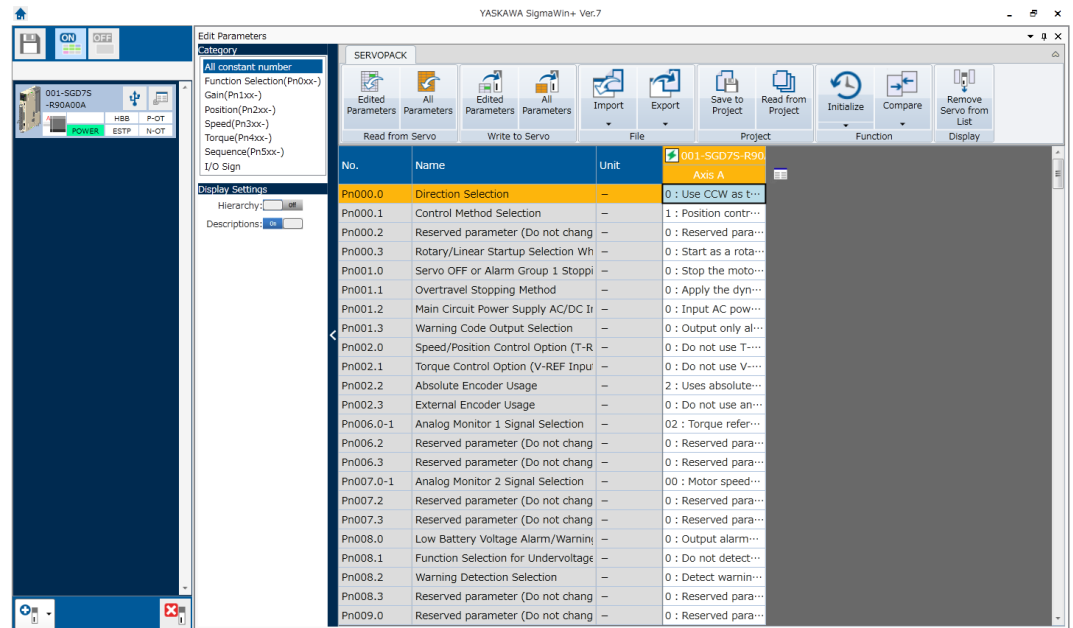 YASKAWA SigmaWin+ Ver.7
ON
OFF
001-SGD7S
-R90A00A
HBB P-OT
POWER ESTP N-OT
Edit Parameters
Category
All constant number
Function Selection(Pn0xx-)
Gain(Pn1xx-)
Position(Pn2xx-)
Speed(Pn3xx-)
Torque(Pn4xx-)
Sequence(Pn5xx-)
I/O Sign
Display Settings
Hierarchy: off
Descriptions: On
SERVOPACK
Edited Parameters
All Parameters
Read from Servo
Edited Parameters
All Parameters
Write to Servo
Import
Export
File
Save to Project
Read from Project
Project
Initialize
Compare
Function
Remove Servo from List
Display
No. Name Unit 001-SGD7S-R90
Axis A
Pn000.0 Direction Selection − 0 : Use CCW as t···
Pn000.1 Control Method Selection − 1 : Position contr···
Pn000.2 Reserved parameter (Do not chang − 0 : Reserved para···
Pn000.3 Rotary/Linear Startup Selection Wh − 0 : Start as a rota···
Pn001.0 Servo OFF or Alarm Group 1 Stoppi − 0 : Stop the moto···
Pn001.1 Overtravel Stopping Method − 0 : Apply the dyn···
Pn001.2 Main Circuit Power Supply AC/DC Ir − 0 : Input AC pow···
Pn001.3 Warning Code Output Selection − 0 : Output only al···
Pn002.0 Speed/Position Control Option (T-R − 0 : Do not use T-···
Pn002.1 Torque Control Option (V-REF Input − 0 : Do not use V-···
Pn002.2 Absolute Encoder Usage − 2 : Uses absolute···
Pn002.3 External Encoder Usage − 0 : Do not use an···
Pn006.0-1 Analog Monitor 1 Signal Selection − 02 : Torque refer···
Pn006.2 Reserved parameter (Do not chang − 0 : Reserved para···
Pn006.3 Reserved parameter (Do not chang − 0 : Reserved para···
Pn007.0-1 Analog Monitor 2 Signal Selection − 00 : Motor speed···
Pn007.2 Reserved parameter (Do not chang − 0 : Reserved para···
Pn007.3 Reserved parameter (Do not chang − 0 : Reserved para···
Pn008.0 Low Battery Voltage Alarm/Warning − 0 : Output alarm···
Pn008.1 Function Selection for Undervoltage − 0 : Do not detect···
Pn008.2 Warning Detection Selection − 0 : Detect warnin···
Pn008.3 Reserved parameter (Do not chang − 0 : Reserved para···
Pn009.0 Reserved parameter (Do not chang − 0 : Reserved para···